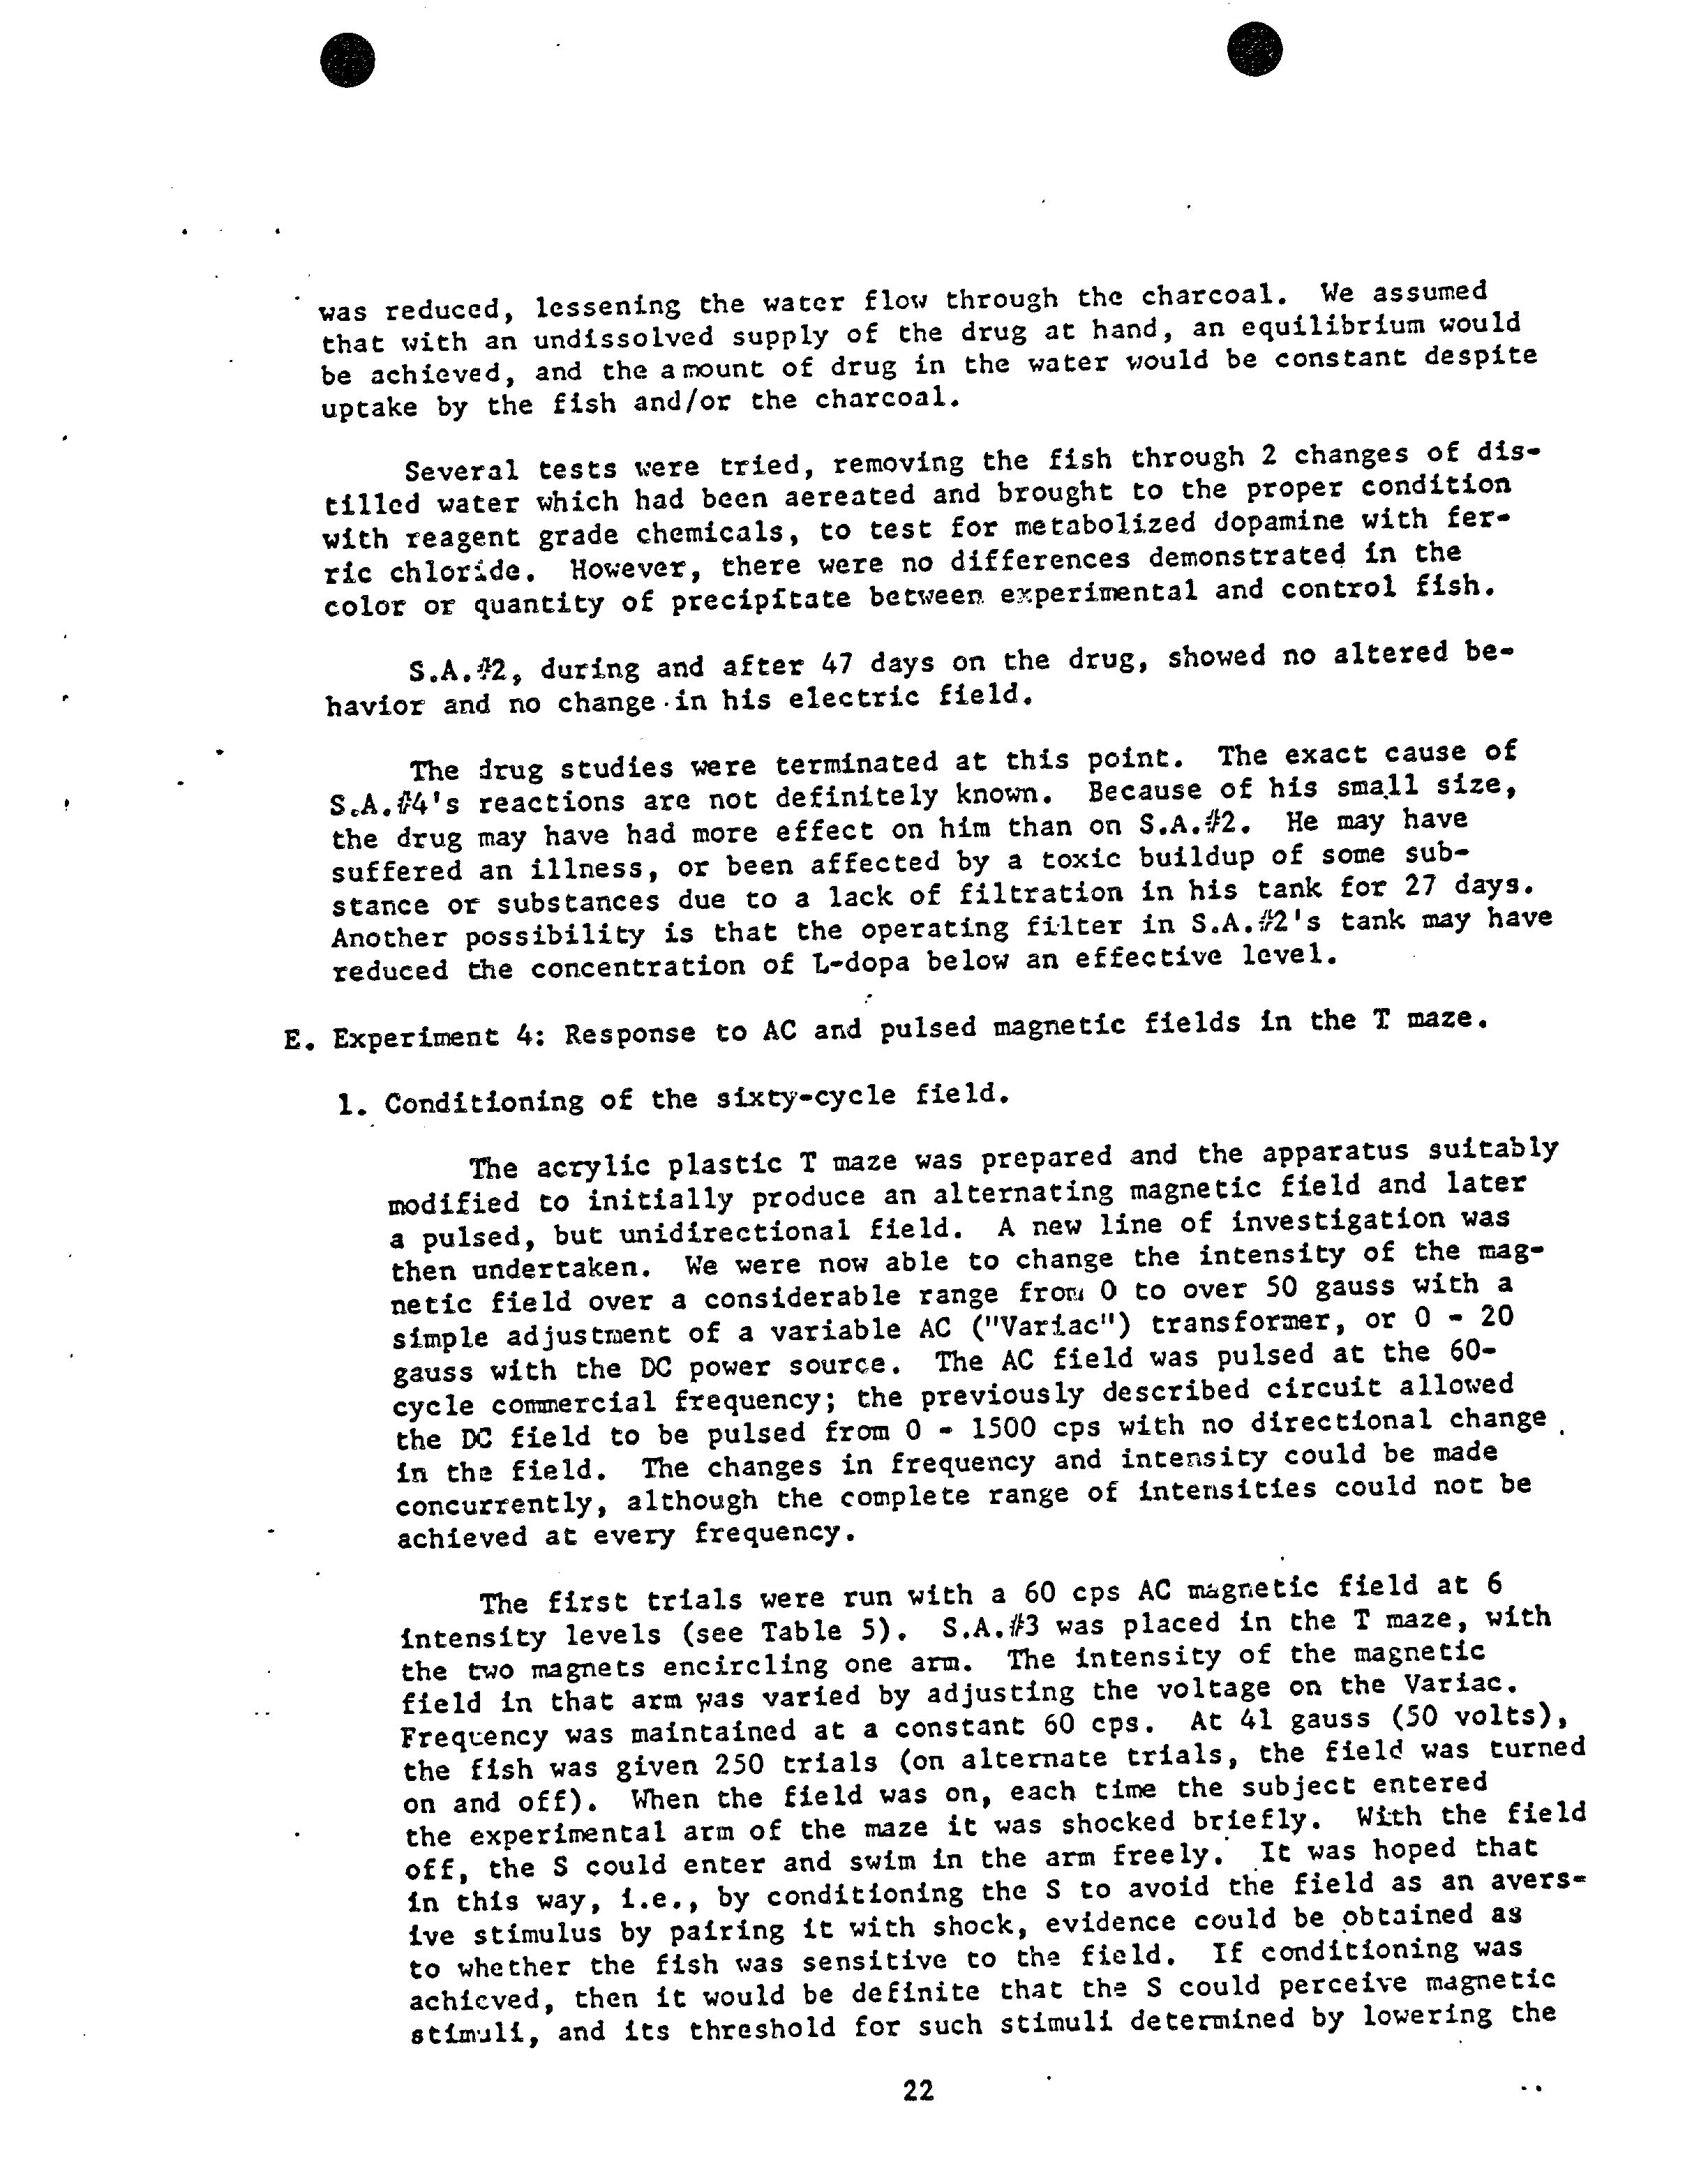 was reduced, lessening the water flow through the charcoal. We assumed
that with an undissolved supply of the drug at hand, an equilibrium would
be achieved, and the amount of drug in the water would be constant despite
uptake by the fish and/or the charcoal.
Several tests were tried, removing the fish through 2 changes of dis-
tilled water which had been aereated and brought to the proper condition
with reagent grade chemicals, to test for metabolized dopamine with fer-
ric chloride. However, there were no differences demonstrated in the
color or quantity of precipitate between experimental and control fish.
S.A.#2, during and after 47 days on the drug, showed no altered be-
havior and no change in his electric field.
The drug studies were terminated at this point. The exact cause of
S.A.#4's reactions are not definitely known. Because of his small size,
the drug may have had more effect on him than on S.A.#2. He may have
suffered an illness, or been affected by a toxic buildup of some sub-
stance or substances due to a lack of filtration in his tank for 27 days.
Another possibility is that the operating filter in S.A.#2's tank may have
reduced the concentration of L-dopa below an effective level.
E. Experiment 4: Response to AC and pulsed magnetic fields in the T maze.
1. Conditioning of the sixty-cycle field.
The acrylic plastic T maze was prepared and the apparatus suitably
modified to initially produce an alternating magnetic field and later
a pulsed, but unidirectional field. A new line of investigation was
then undertaken. We were now able to change the intensity of the mag-
netic field over a considerable range from 0 to over 50 gauss with a
simple adjustment of a variable AC ("Variac") transformer, or 0 - 20
gauss with the DC power source. The AC field was pulsed at the 60-
cycle commercial frequency; the previously described circuit allowed
the DC field to be pulsed from 0 - 1500 cps with no directional change
in the field. The changes in frequency and intensity could be made
concurrently, although the complete range of intensities could not be
achieved at every frequency.
The first trials were run with a 60 cps AC magnetic field at 6
intensity levels (see Table 5). S.A.#3 was placed in the T maze, with
the two magnets encircling one arm. The intensity of the magnetic
field in that arm was varied by adjusting the voltage on the Variac.
Frequency was maintained at a constant 60 cps. At 41 gauss (50 volts),
the fish was given 250 trials (on alternate trials, the field was turned
on and off). When the field was on, each time the subject entered
the experimental arm of the maze it was shocked briefly. With the field
off, the S could enter and swim in the arm freely. It was hoped that
in this way, i.e., by conditioning the S to avoid the field as an avers-
ive stimulus by pairing it with shock, evidence could be obtained as
to whether the fish was sensitive to the field. If conditioning was
achieved, then it would be definite that the S could perceive magnetic
stimuli, and its threshold for such stimuli determined by lowering the
22